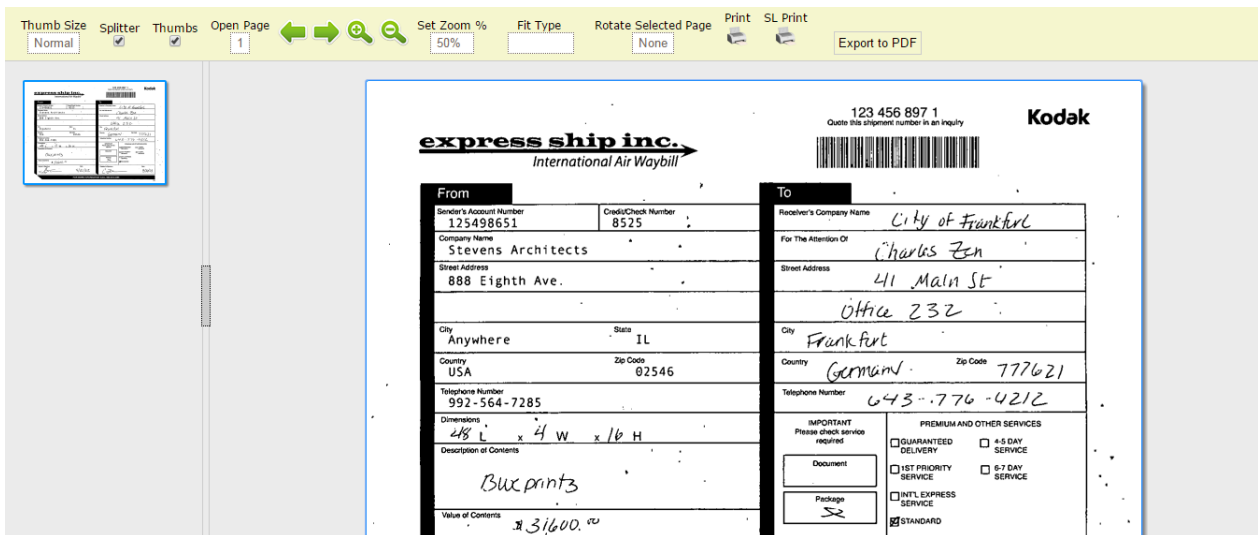 Thumb Size Splitter Thumbs Open Page Set Zoom % Fit Type Rotate Selected Page Print SL Print
Normal 1 50% None Export to PDF
express ship inc.
International Air Waybill
123 456 897 1
Quote this shipment number in an inquiry
Kodak
From
Sender's Account Number
125498651
Credit/Check Number
8525
Company Name
Stevens Architects
Street Address
888 Eighth Ave.
City
Anywhere
State
IL
Country
USA
Zip Code
02546
Telephone Number
992-564-7285
Dimensions
48 L x 4 W x 16 H
Description of Contents
Value of Contents
$31600.00
To
Receiver's Company Name
City of Frankfurt
For The Attention Of
Charles Zen
Street Address
41 Main St
Office 232
City
Frankfurt
Country
Germany
Zip Code
777621
Telephone Number
643-776-4212
IMPORTANT
Please check service
required
Document
Package
PREMIUM AND OTHER SERVICES
GUARANTEED
DELIVERY
4-5 DAY
SERVICE
1ST PRIORITY
SERVICE
6-7 DAY
SERVICE
INT'L EXPRESS
SERVICE
STANDARD